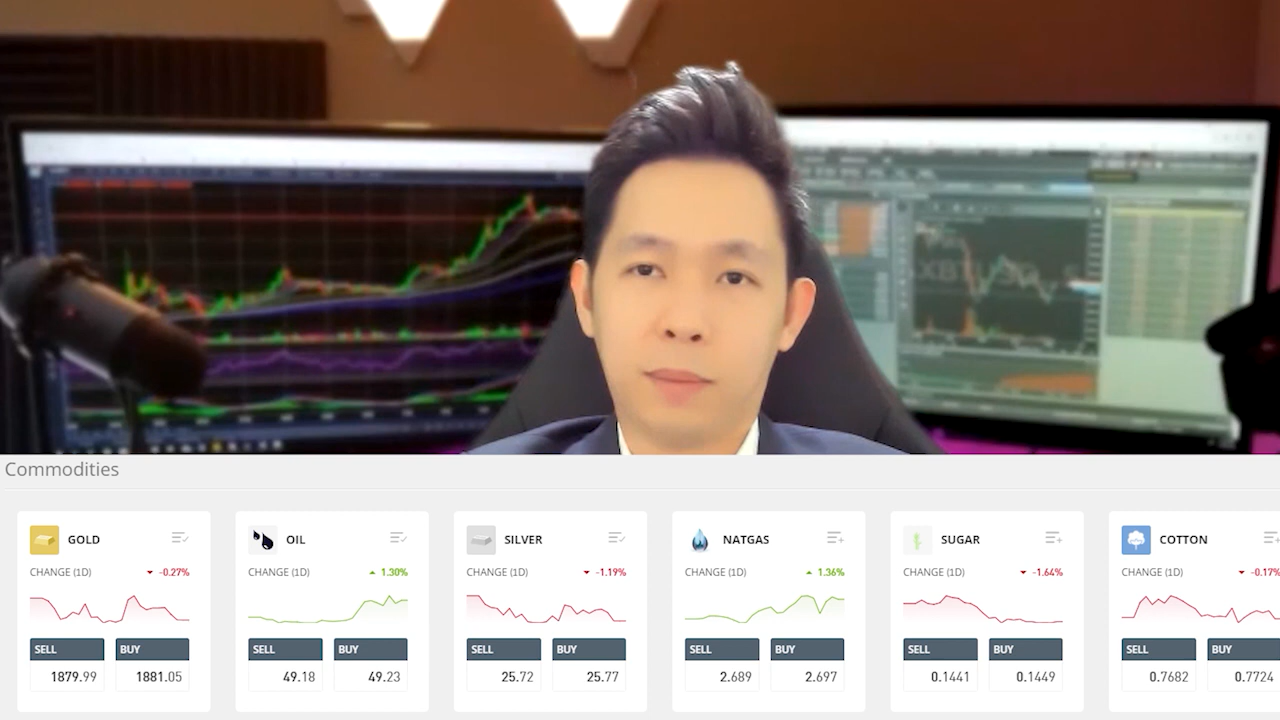 XBT
Commodities
GOLD OIL SILVER NATGAS SUGAR COTTON
CHANGE (1D) -0.27% CHANGE (1D) 1.30% CHANGE (1D) -1.19% CHANGE (1D) 1.36% CHANGE (1D) -1.64% CHANGE (1D) -0.17%
SELL BUY SELL BUY SELL BUY SELL BUY SELL BUY SELL BUY
1879.99 1881.05 49.18 49.23 25.72 25.77 2.689 2.697 0.1441 0.1449 0.7682 0.7724